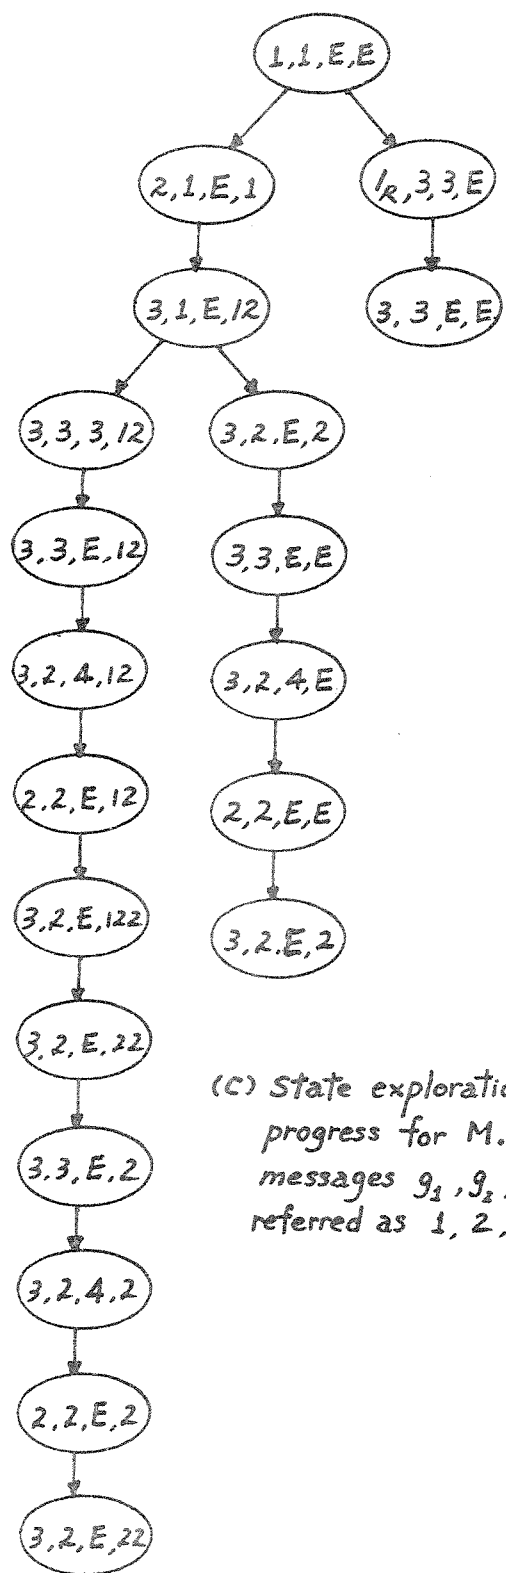 1,1,E,E
2,1,E,1
1R,3,3,E
3,1,E,12
3,3,E,E
3,3,3,12
3,2,E,2
3,3,E,12
3,3,E,E
3,2,4,12
3,2,4,E
2,2,E,12
2,2,E,E
3,2,E,122
3,2,E,2
3,2,E,22
(C) State exploratio
progress for M.
messages g1, g2,
referred as 1, 2,
3,3,E,2
3,2,4,2
2,2,E,2
3,2,E,22